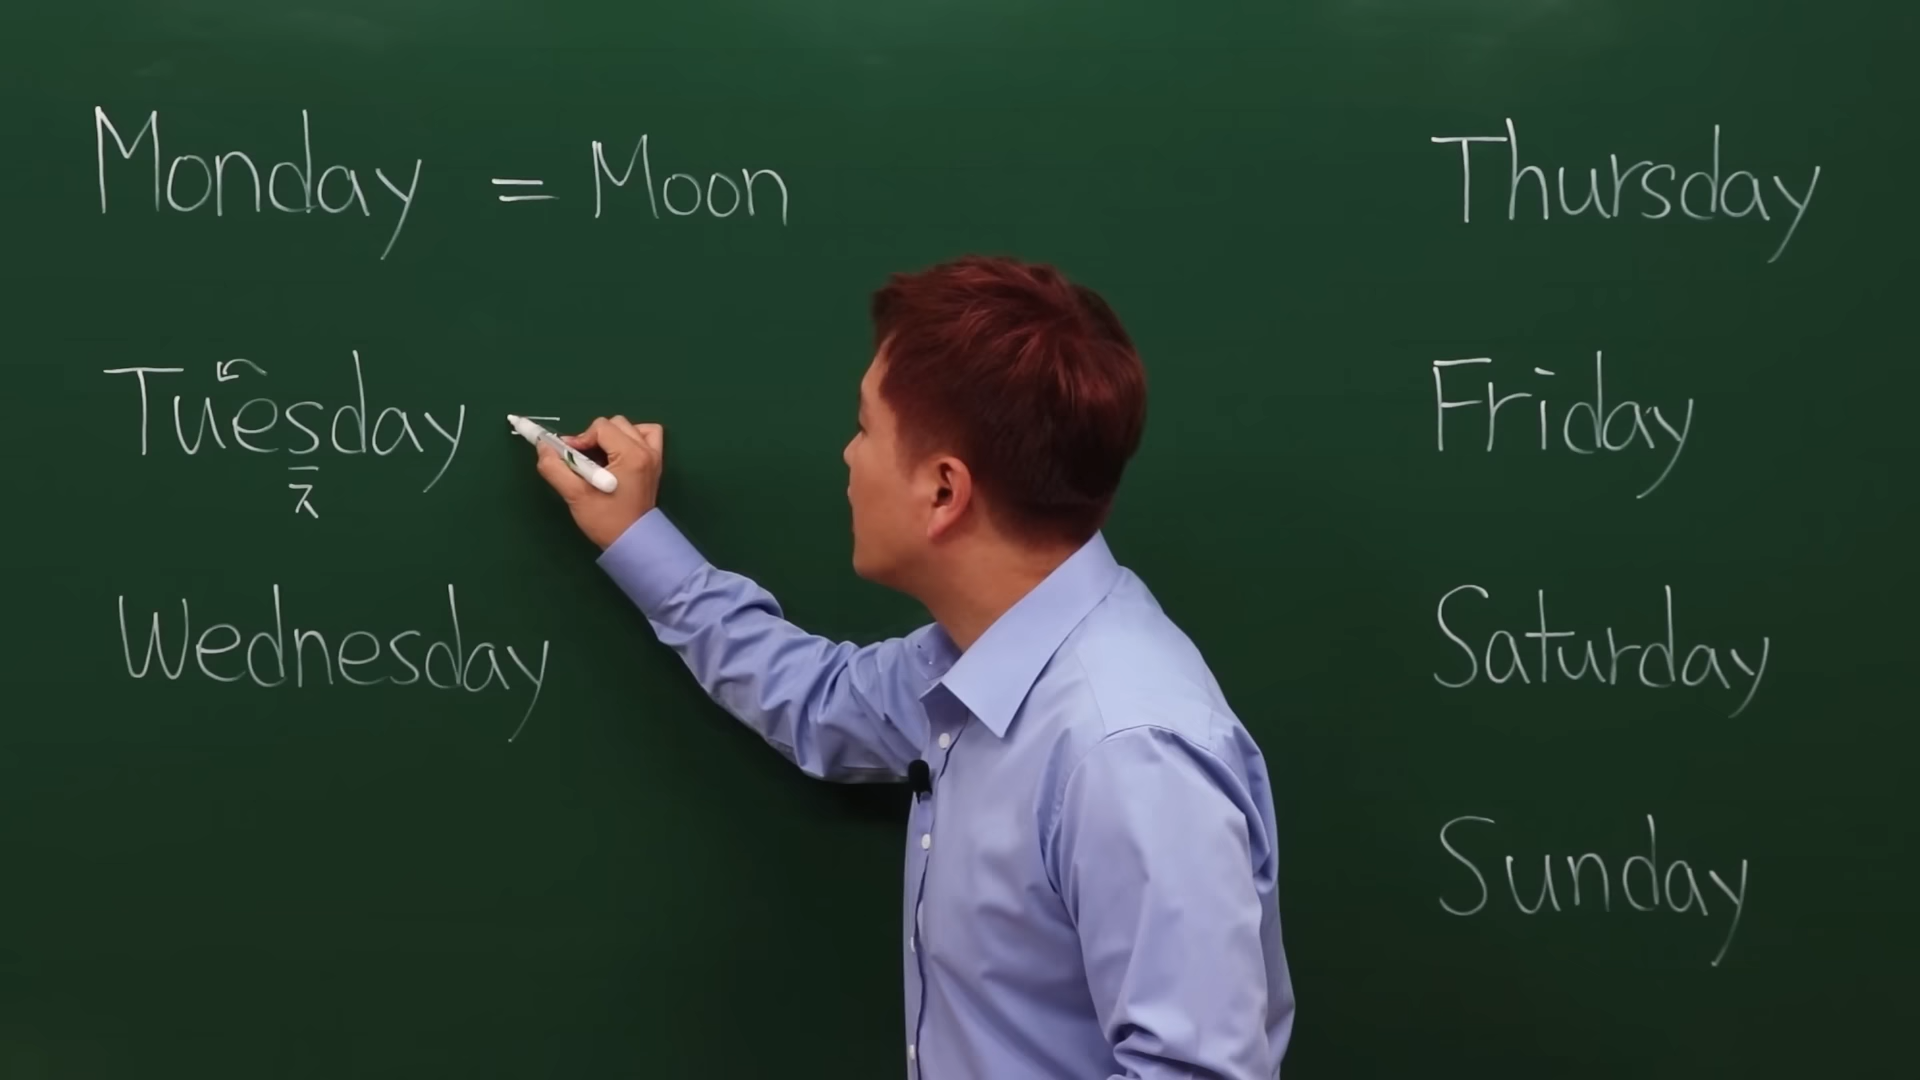 Monday = Moon
Tuesday =
ㅈ
Wednesday
Thursday
Friday
Saturday
Sunday